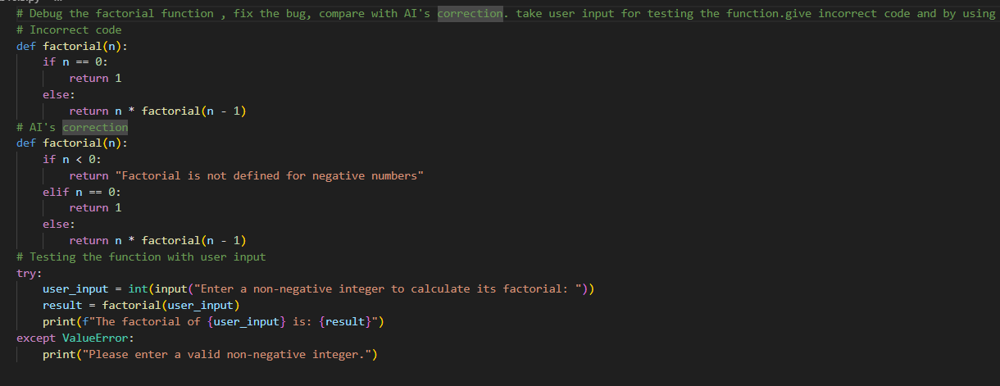 # Debug the factorial function , fix the bug, compare with AI's correction. take user input for testing the function.give incorrect code and by using
# Incorrect code
def factorial(n):
    if n == 0:
        return 1
    else:
        return n * factorial(n - 1)
# AI's correction
def factorial(n):
    if n < 0:
        return "Factorial is not defined for negative numbers"
    elif n == 0:
        return 1
    else:
        return n * factorial(n - 1)
# Testing the function with user input
try:
    user_input = int(input("Enter a non-negative integer to calculate its factorial: "))
    result = factorial(user_input)
    print(f"The factorial of {user_input} is: {result}")
except ValueError:
    print("Please enter a valid non-negative integer.")